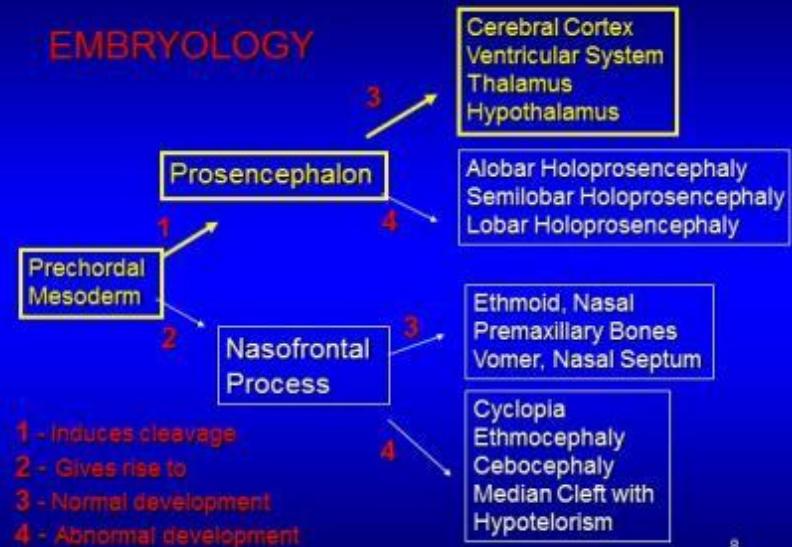 EMBRYOLOGY
3
Cerebral Cortex
Ventricular System
Thalamus
Hypothalamus
Prosencephalon
4
Alobar Holoprosencephaly
Semilobar Holoprosencephaly
Lobar Holoprosencephaly
1
Prechordal
Mesoderm
2
Nasofrontal
Process
3
Ethmoid, Nasal
Premaxillary Bones
Vomer, Nasal Septum
4
Cyclopia
Ethmocephaly
Cebocephaly
Median Cleft with
Hypotelorism
1 - Induces cleavage
2 - Gives rise to
3 - Normal development
4 - Abnormal development
8